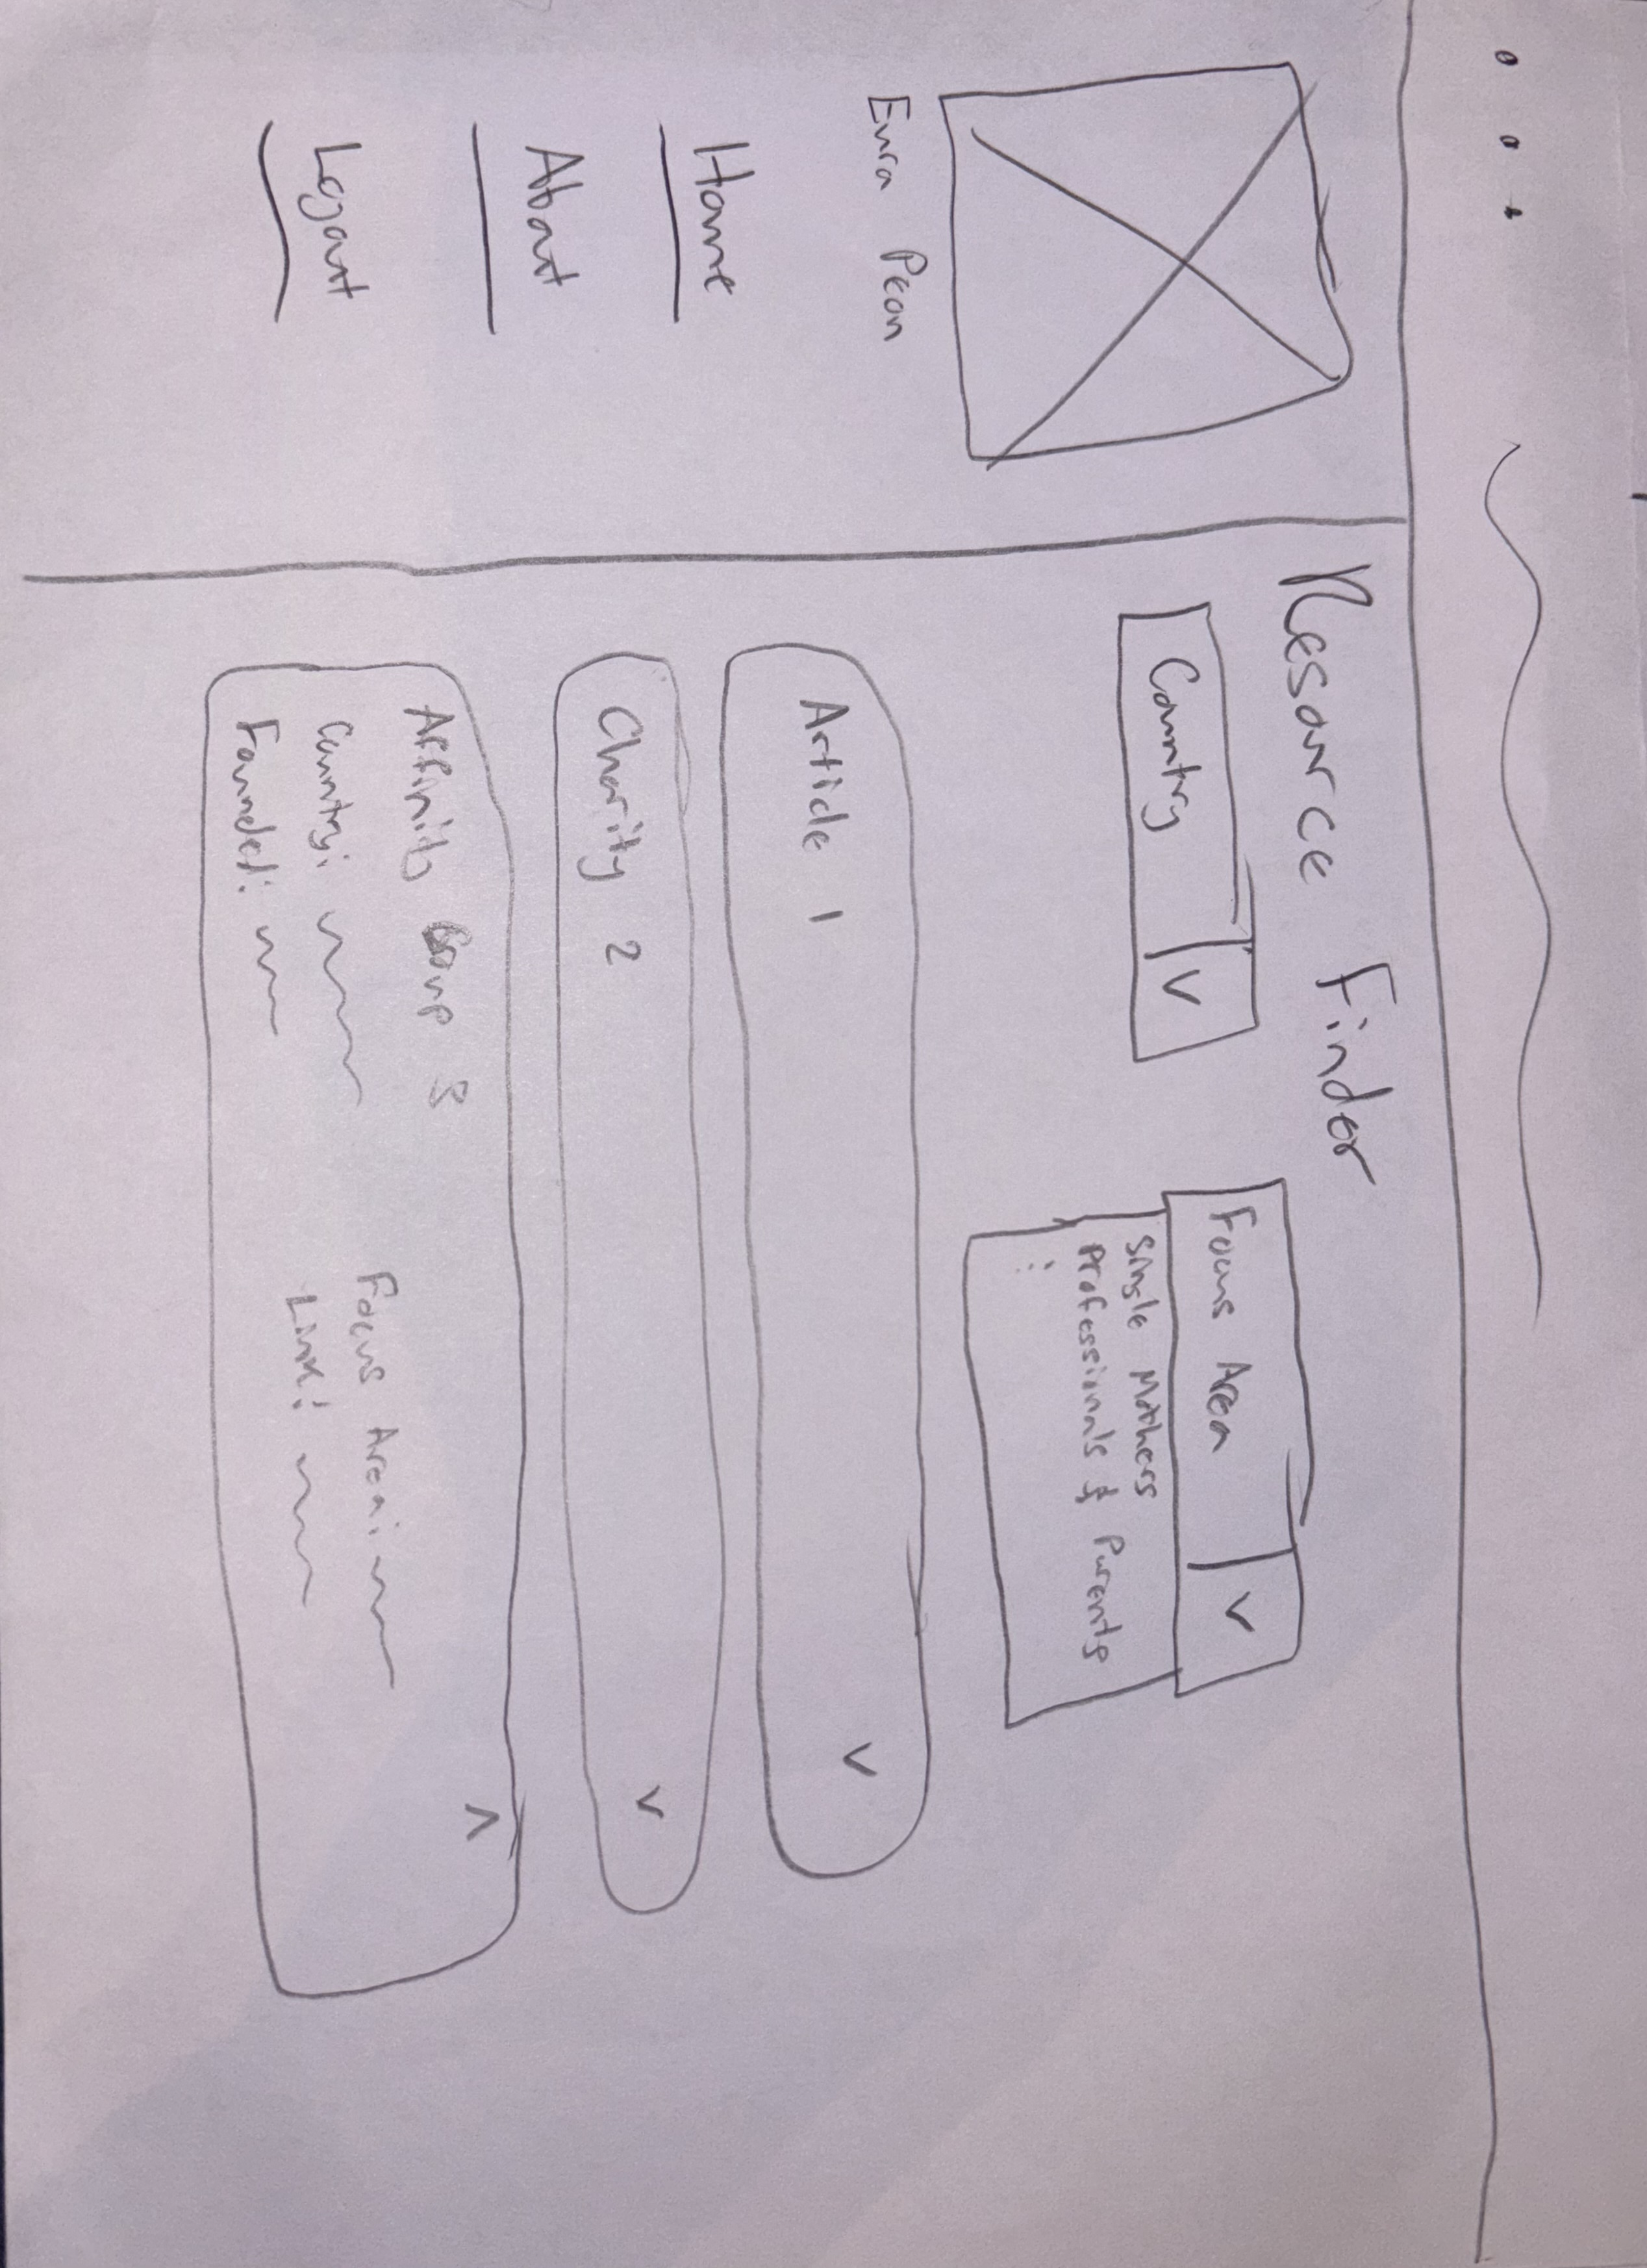 Resource Finder
Country V
Focus Area V
Single Mothers
Professionals & Parents
:
Peon
Home
About
Logout
Article 1 V
Charity 2 V
Affinity Group 3 ^
Country:
Founded:
Focus Area:
Link: